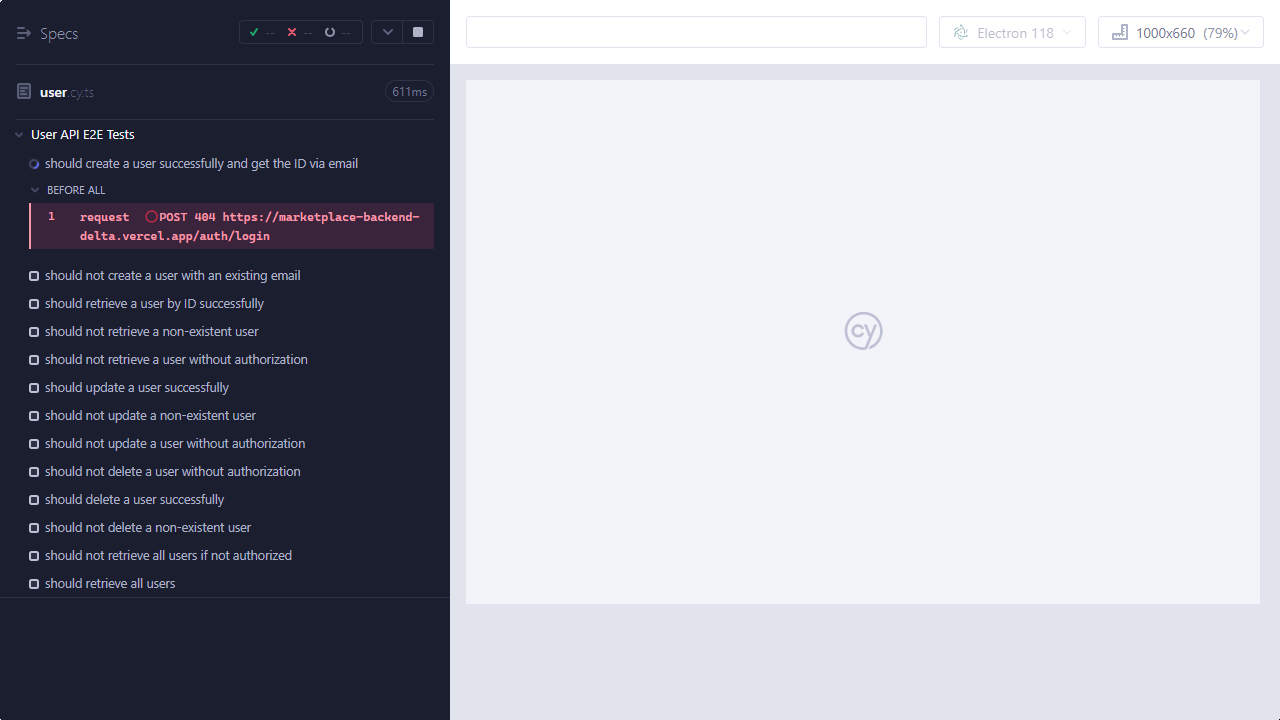 Specs
-- -- --
Electron 118
1000x660 (79%)
user.cy.ts
611ms
User API E2E Tests
should create a user successfully and get the ID via email
BEFORE ALL
1 request POST 404 https://marketplace-backend-
delta.vercel.app/auth/login
should not create a user with an existing email
should retrieve a user by ID successfully
should not retrieve a non-existent user
should not retrieve a user without authorization
should update a user successfully
should not update a non-existent user
should not update a user without authorization
should not delete a user without authorization
should delete a user successfully
should not delete a non-existent user
should not retrieve all users if not authorized
should retrieve all users
cy